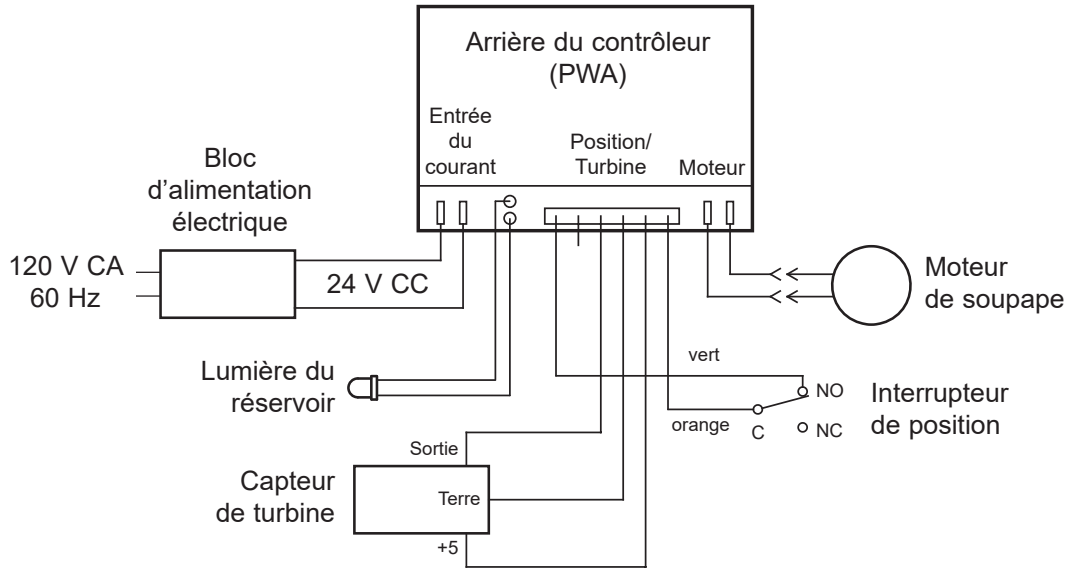 Arrière du contrôleur
(PWA)
Entrée
du
courant
Position/
Turbine
Moteur
Bloc
d'alimentation
électrique
120 V CA
60 Hz
24 V CC
Moteur
de soupape
Lumière du
réservoir
vert
NO
orange
C
NC
Interrupteur
de position
Sortie
Capteur
de turbine
Terre
+5